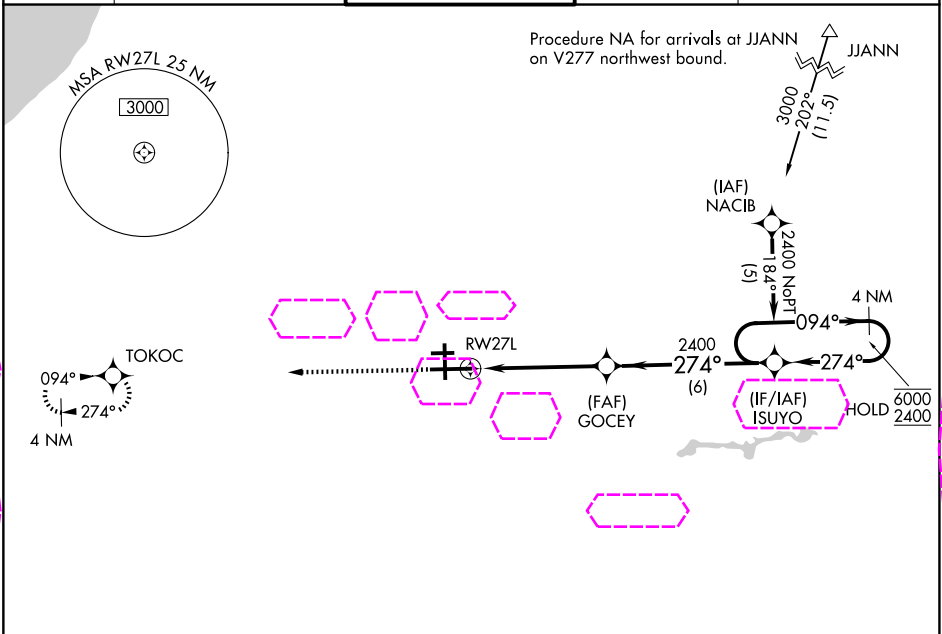 MSA RW27L 25 NM
3000
Procedure NA for arrivals at JJANN
on V277 northwest bound.
JJANN
3000
202°
(11.5)
(IAF)
NACIB
2400 NoPT
184°
(5)
4 NM
094°
TOKOC
094°
274°
4 NM
RW27L
2400
274°
(6)
274°
(FAF)
GOCEY
(IF/IAF)
ISUYO
HOLD
6000
2400